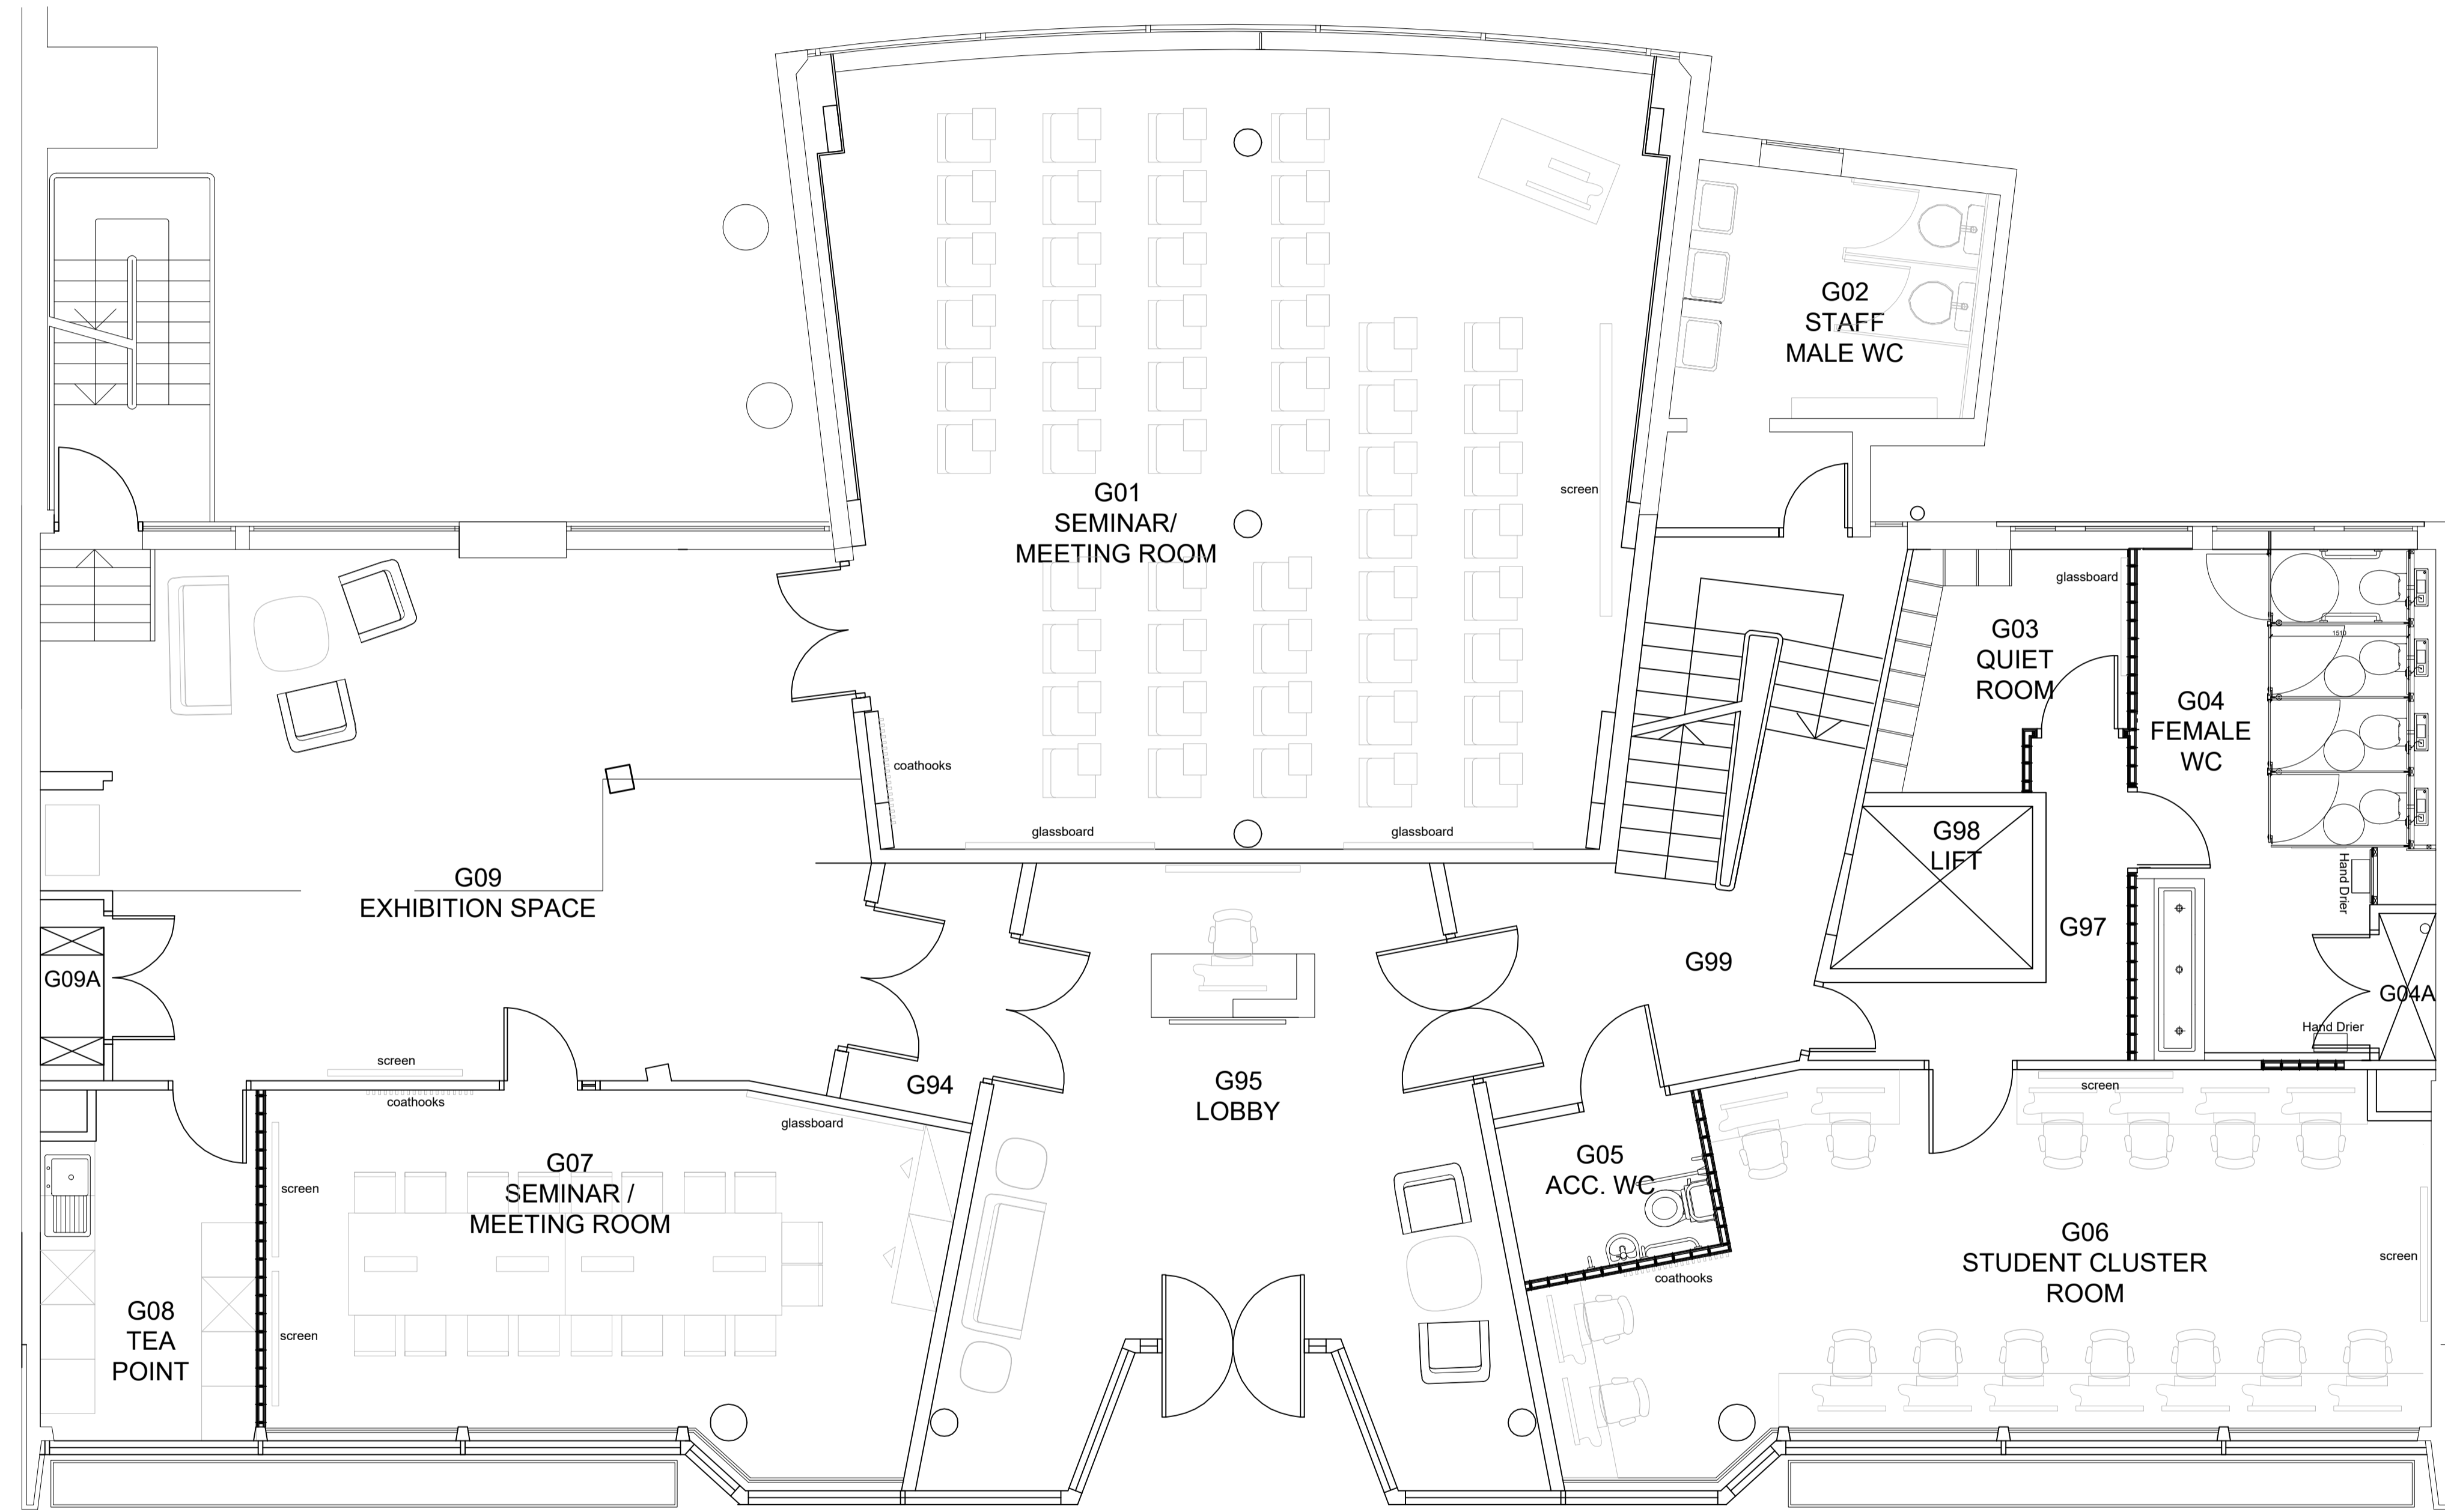 G01
SEMINAR/
MEETING ROOM
screen
coathooks
glassboard
glassboard
G02
STAFF
MALE WC
G03
QUIET
ROOM
glassboard
G04
FEMALE
WC
1510
Hand Drier
Hand Drier
G04A
G98
LIFT
G97
G99
G09
EXHIBITION SPACE
G09A
screen
coathooks
glassboard
G94
G95
LOBBY
G05
ACC. WC
coathooks
screen
G06
STUDENT CLUSTER
ROOM
screen
G07
SEMINAR /
MEETING ROOM
screen
screen
G08
TEA
POINT